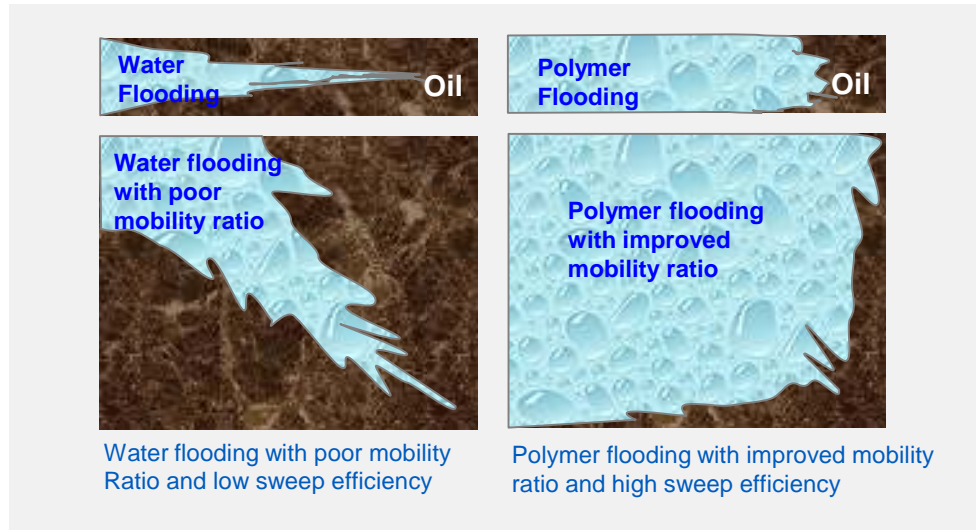 Water
Flooding
Oil
Polymer
Flooding
Oil
Water flooding
with poor
mobility ratio
Polymer flooding
with improved
mobility ratio
Water flooding with poor mobility
Ratio and low sweep efficiency
Polymer flooding with improved mobility
ratio and high sweep efficiency